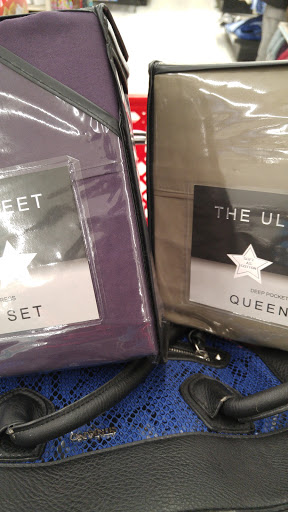 EET
SET
THE UL
DEEP POCKET
QUEEN